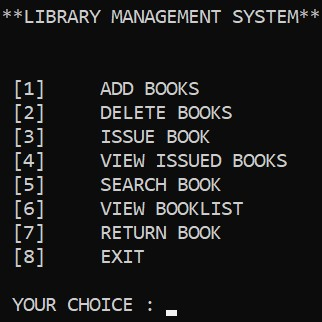 **LIBRARY MANAGEMENT SYSTEM**
[1] ADD BOOKS
[2] DELETE BOOKS
[3] ISSUE BOOK
[4] VIEW ISSUED BOOKS
[5] SEARCH BOOK
[6] VIEW BOOKLIST
[7] RETURN BOOK
[8] EXIT
YOUR CHOICE :